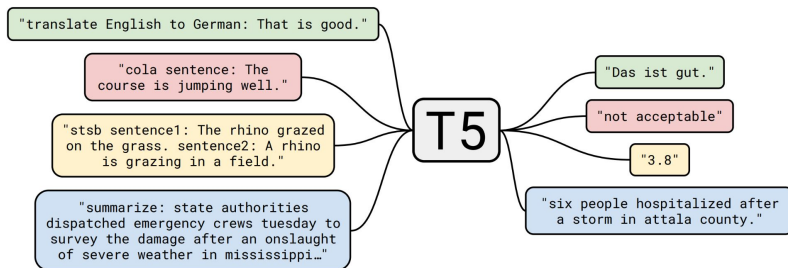 "translate English to German: That is good."
"cola sentence: The
course is jumping well."
"stsb sentence1: The rhino grazed
on the grass. sentence2: A rhino
is grazing in a field."
"summarize: state authorities
dispatched emergency crews tuesday to
survey the damage after an onslaught
of severe weather in mississippi…"
T5
"Das ist gut."
"not acceptable"
"3.8"
"six people hospitalized after
a storm in attala county."